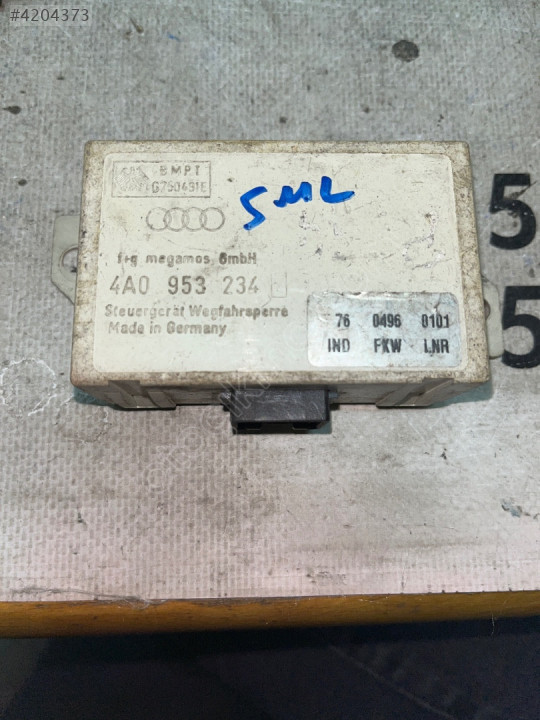 #4204373
BMPT
G750431E
SML
f+g megamos GmbH
4A0 953 234
Steuergerät Wegfahrsperre
Made in Germany
76 0496 0101
IND FKW LNR
5
5